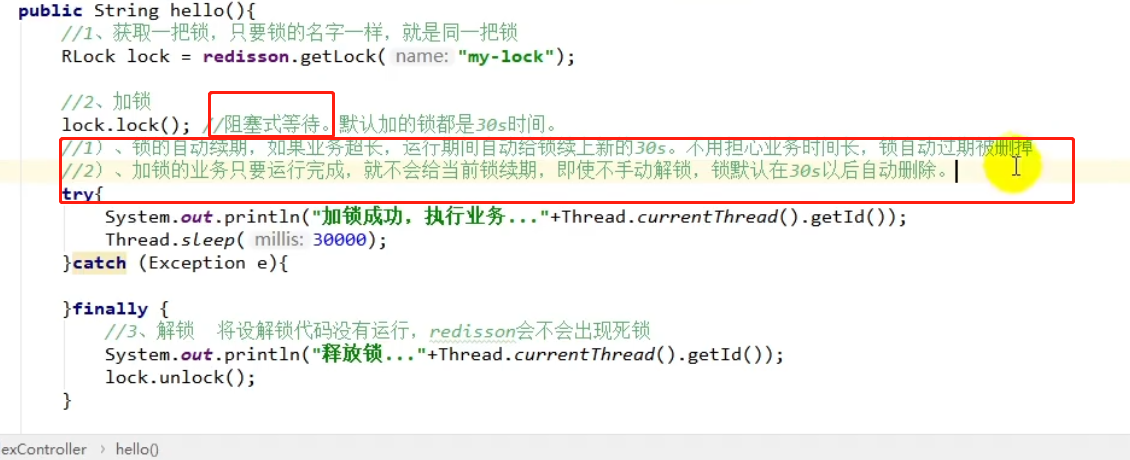 public String hello(){
//1、获取一把锁，只要锁的名字一样，就是同一把锁
RLock lock = redisson.getLock( name: "my-lock");
//2、加锁
lock.lock(); //阻塞式等待。默认加的锁都是30s时间。
//1）、锁的自动续期，如果业务超长，运行期间自动给锁续上新的30s。不用担心业务时间长，锁自动过期被删掉
//2）、加锁的业务只要运行完成，就不会给当前锁续期，即使不手动解锁，锁默认在30s以后自动删除。
try{
System.out.println("加锁成功，执行业务..."+Thread.currentThread().getId());
Thread.sleep( millis: 30000);
}catch (Exception e){
}finally {
//3、解锁 将设解锁代码没有运行，redisson会不会出现死锁
System.out.println("释放锁..."+Thread.currentThread().getId());
lock.unlock();
}
exController › hello()